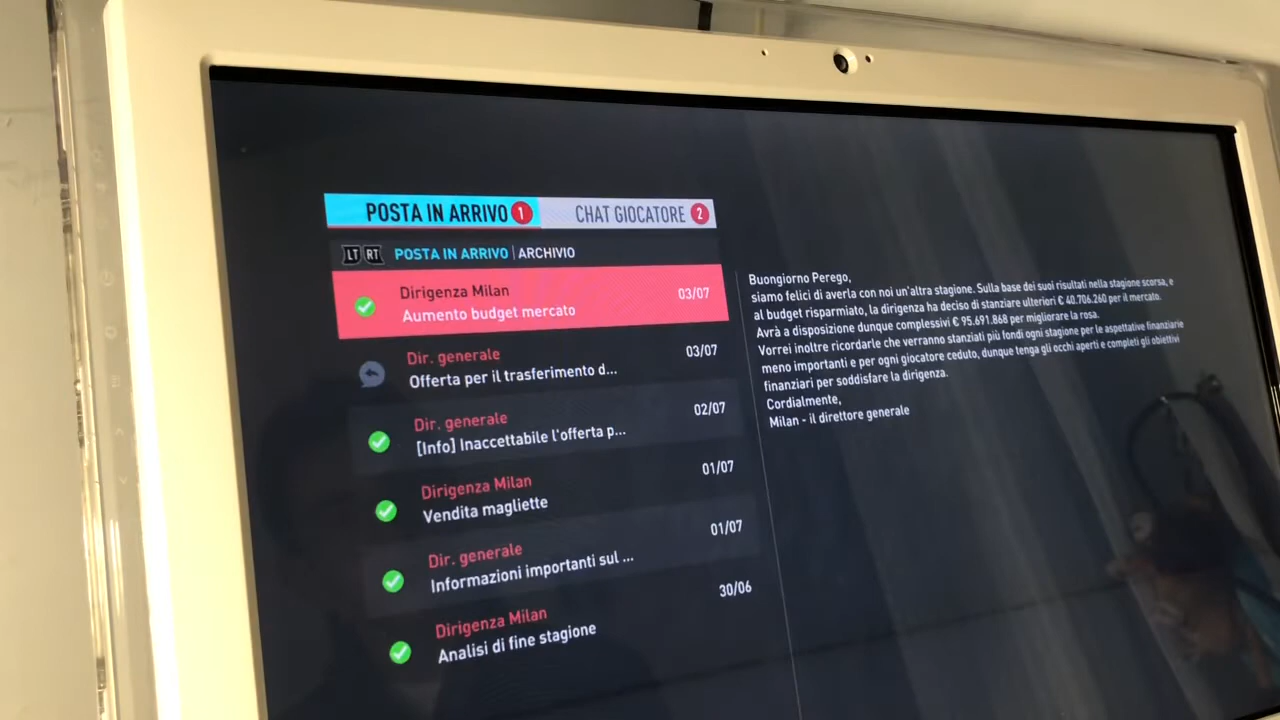 POSTA IN ARRIVO 1
CHAT GIOCATORE 2
LT RT POSTA IN ARRIVO | ARCHIVIO
Dirigenza Milan
03/07
Aumento budget mercato
Dir. generale
03/07
Offerta per il trasferimento d...
Dir. generale
02/07
[Info] Inaccettabile l'offerta p...
Dirigenza Milan
01/07
Vendita magliette
Dir. generale
01/07
Informazioni importanti sul ...
Dirigenza Milan
30/06
Analisi di fine stagione
Buongiorno Perego,
siamo felici di averla con noi un'altra stagione. Sulla base dei suoi risultati nella stagione scorsa, e
al budget risparmiato, la dirigenza ha deciso di stanziare ulteriori € 40.706.260 per il mercato.
Avrà a disposizione dunque complessivi € 95.691.868 per migliorare la rosa.
Vorrei inoltre ricordarle che verranno stanziati più fondi ogni stagione per le aspettative finanziarie
meno importanti e per ogni giocatore ceduto, dunque tenga gli occhi aperti e completi gli obiettivi
finanziari per soddisfare la dirigenza.
Cordialmente,
Milan - il direttore generale